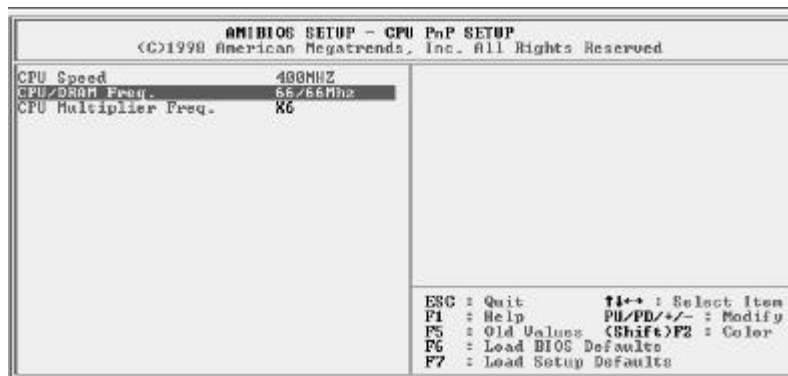 AMIBIOS SETUP - CPU PnP SETUP
(C)1998 American Megatrends, Inc. All Rights Reserved
CPU Speed 400MHZ
CPU/DRAM Freq. 66/66Mhz
CPU Multiplier Freq. X6
ESC : Quit ↑↓↔ : Select Item
F1 : Help PU/PD/+/- : Modify
F5 : Old Values (Shift)F2 : Color
F6 : Load BIOS Defaults
F7 : Load Setup Defaults